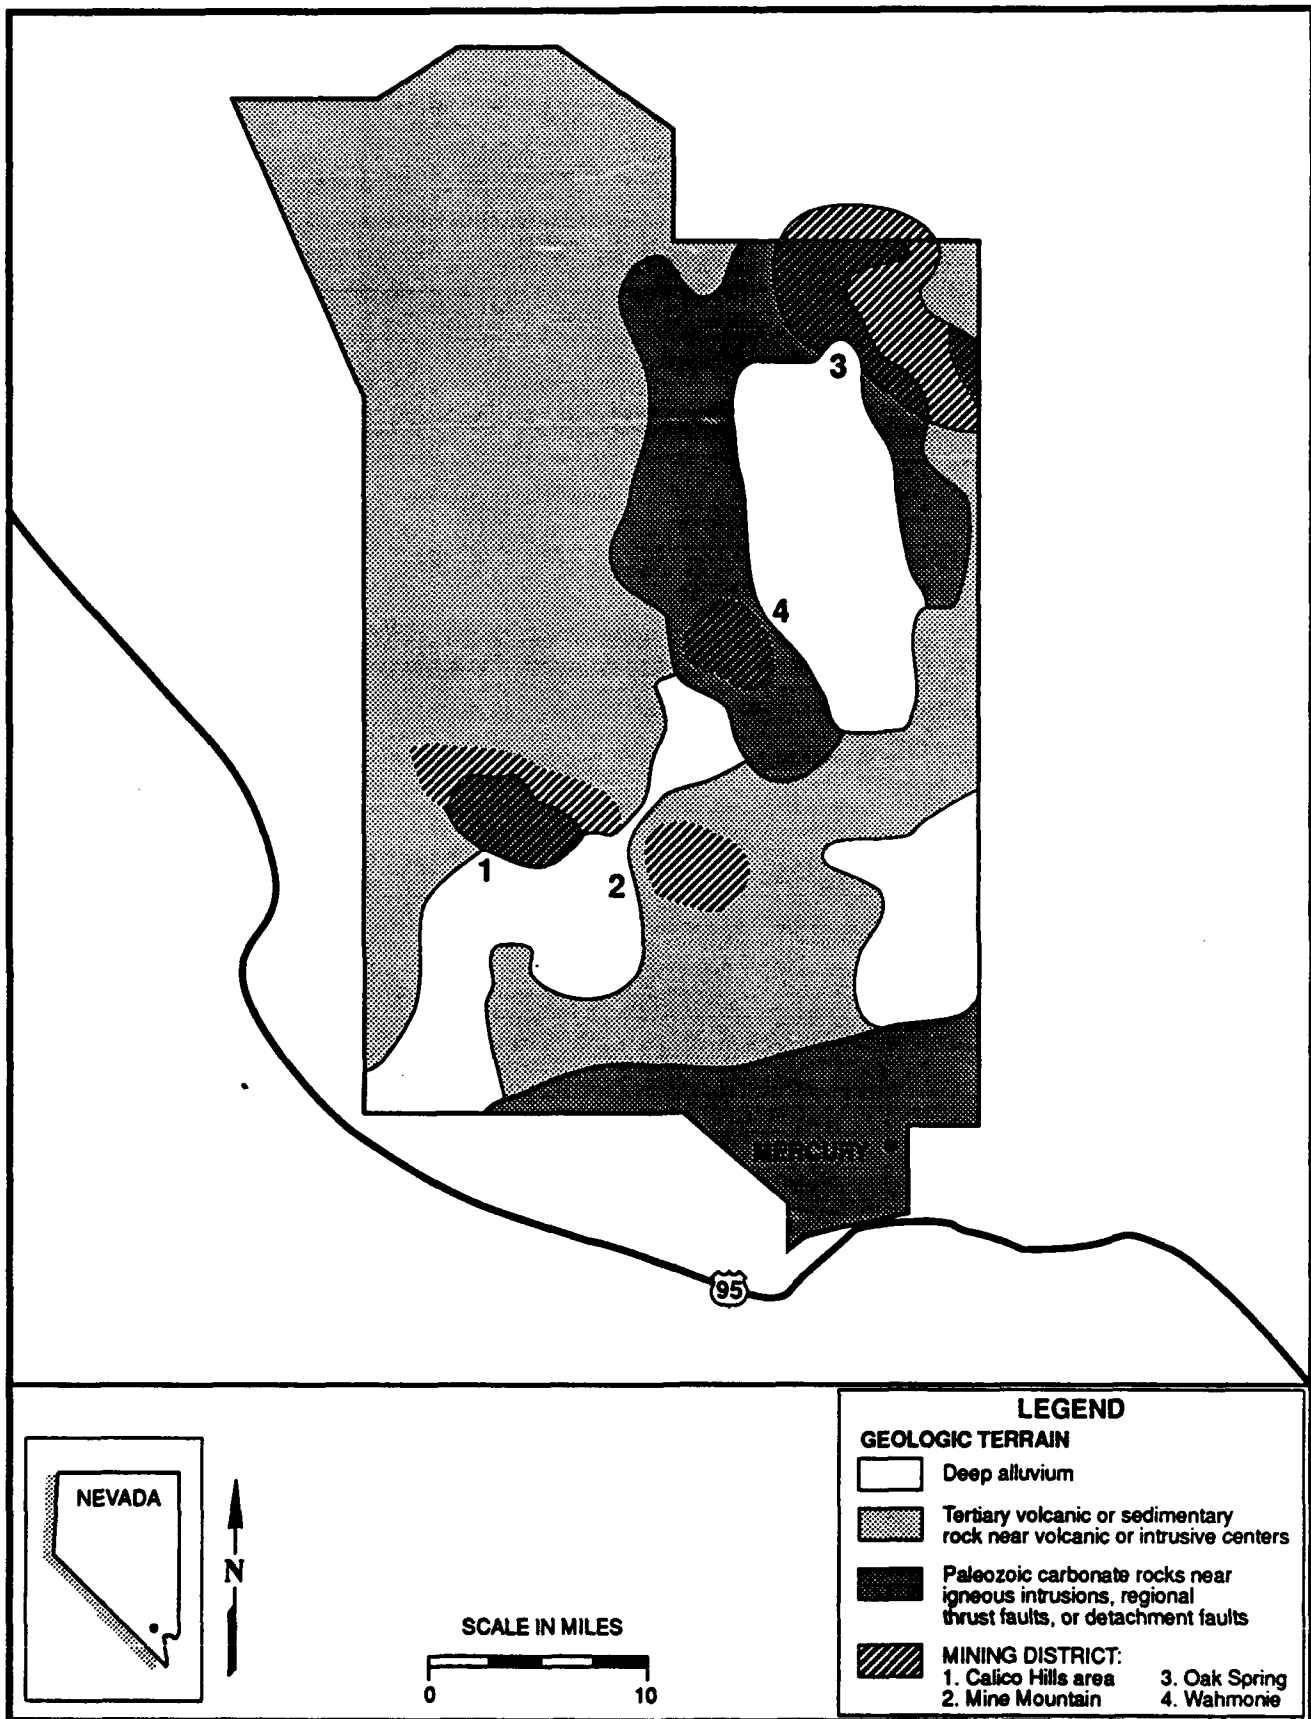 3
4
1
2
MERCURY
95
NEVADA
N
SCALE IN MILES
0 10
LEGEND
GEOLOGIC TERRAIN
Deep alluvium
Tertiary volcanic or sedimentary
rock near volcanic or intrusive centers
Paleozoic carbonate rocks near
igneous intrusions, regional
thrust faults, or detachment faults
MINING DISTRICT:
1. Calico Hills area 3. Oak Spring
2. Mine Mountain 4. Wahmonie